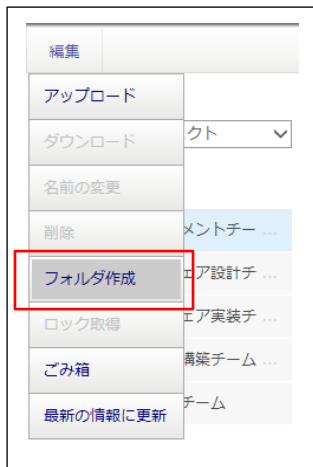 編集
アップロード
ダウンロード
クト
名前の変更
削除
メントチー ...
フォルダ作成
ェア設計チ ...
ロック取得
ェア実装チ ...
ごみ箱
構築チーム ...
最新の情報に更新
チーム